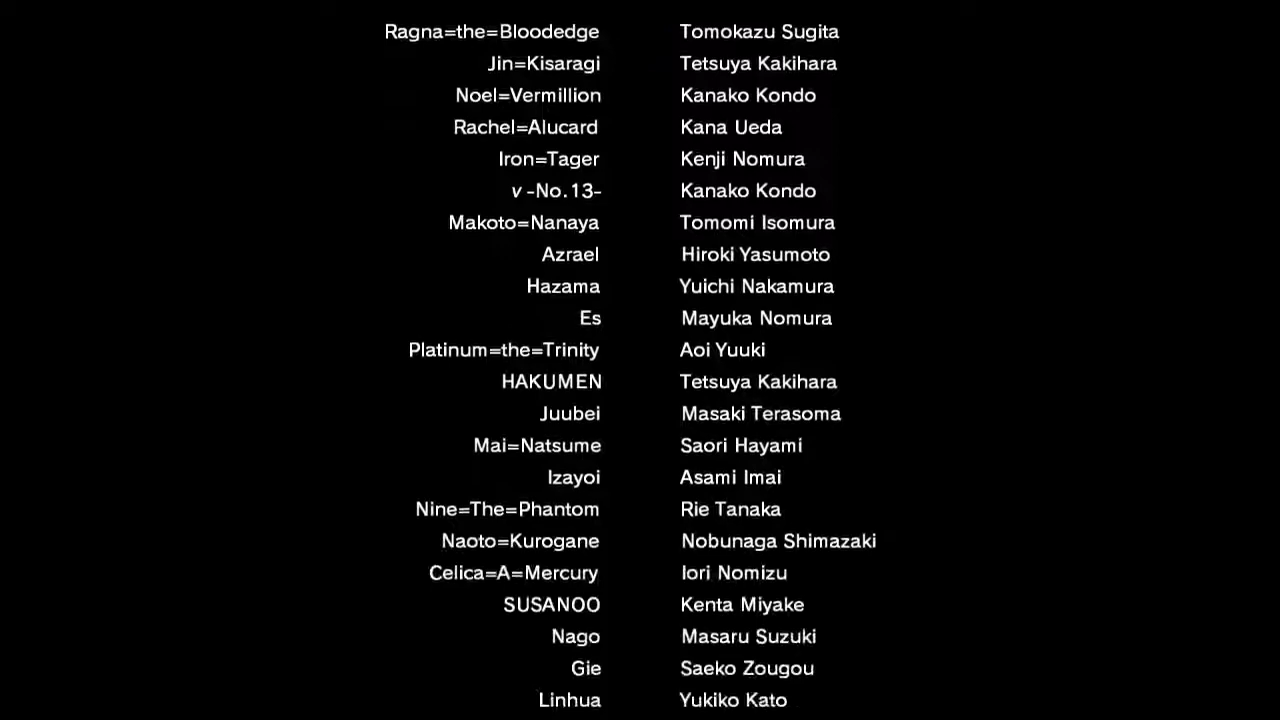 Ragna=the=Bloodedge Tomokazu Sugita
Jin=Kisaragi Tetsuya Kakihara
Noel=Vermillion Kanako Kondo
Rachel=Alucard Kana Ueda
Iron=Tager Kenji Nomura
ν -No.13- Kanako Kondo
Makoto=Nanaya Tomomi Isomura
Azrael Hiroki Yasumoto
Hazama Yuichi Nakamura
Es Mayuka Nomura
Platinum=the=Trinity Aoi Yuuki
HAKUMEN Tetsuya Kakihara
Juubei Masaki Terasoma
Mai=Natsume Saori Hayami
Izayoi Asami Imai
Nine=The=Phantom Rie Tanaka
Naoto=Kurogane Nobunaga Shimazaki
Celica=A=Mercury Iori Nomizu
SUSANOO Kenta Miyake
Nago Masaru Suzuki
Gie Saeko Zougou
Linhua Yukiko Kato